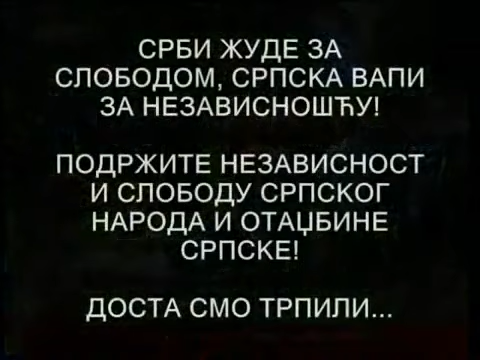 СРБИ ЖУДЕ ЗА
СЛОБОДОМ, СРПСКА ВАПИ
ЗА НЕЗАВИСНОШЋУ!
ПОДРЖИТЕ НЕЗАВИСНОСТ
И СЛОБОДУ СРПСКОГ
НАРОДА И ОТАЏБИНЕ
СРПСКЕ!
ДОСТА СМО ТРПИЛИ...